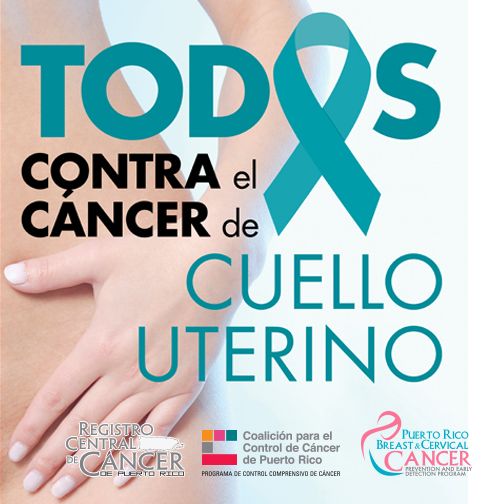 TODOS
CONTRA el
CÁNCER de
CUELLO
UTERINO
REGISTRO
CENTRAL
DE CÁNCER
DE PUERTO RICO
Coalición para el
Control de Cáncer
de Puerto Rico
PROGRAMA DE CONTROL COMPRENSIVO DE CÁNCER
PUERTO RICO
BREAST & CERVICAL
CANCER
PREVENTION AND EARLY
DETECTION PROGRAM